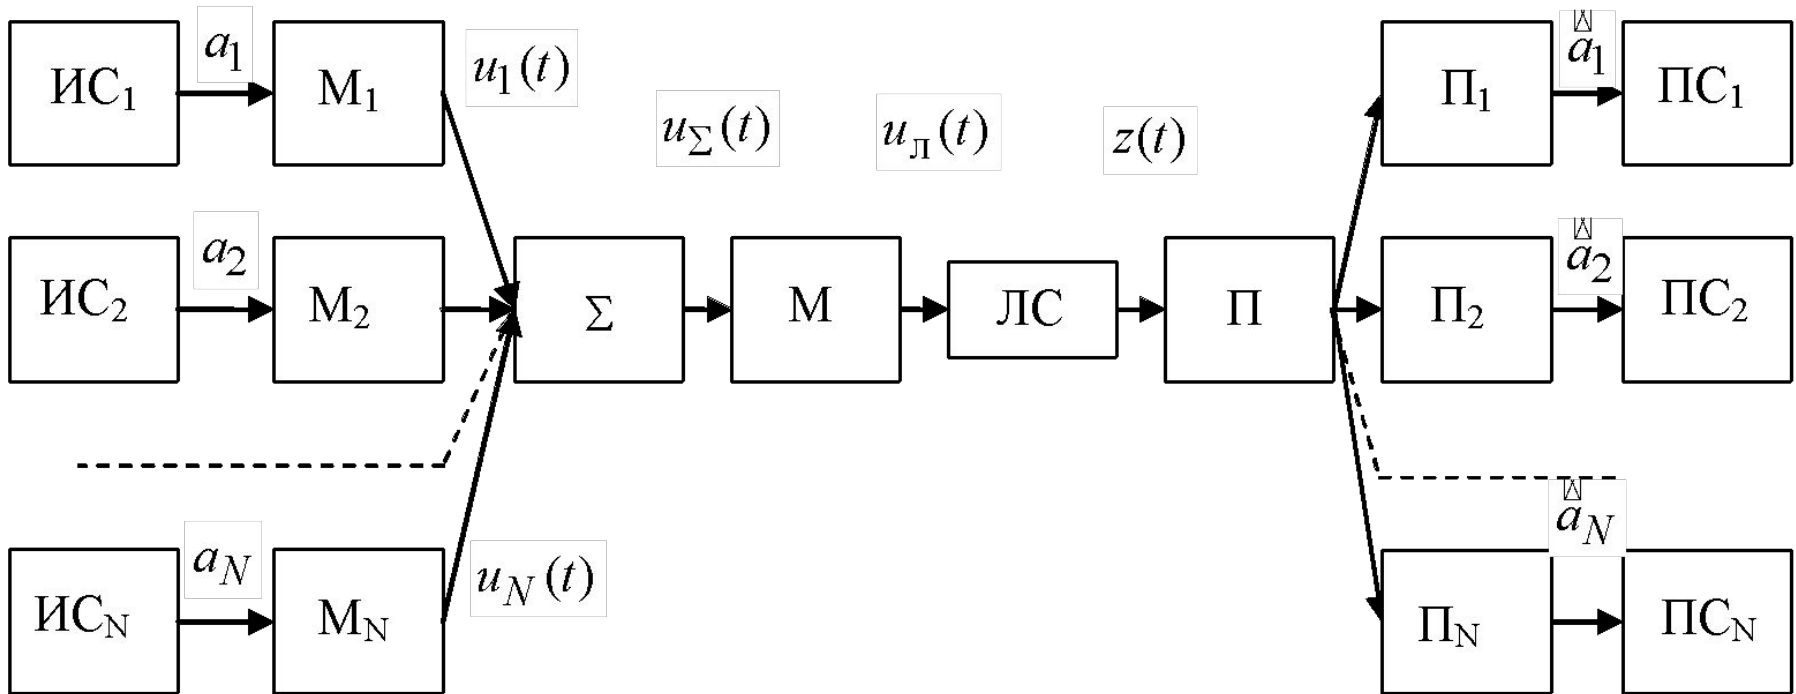 ИС₁ a₁ М₁ u₁(t) П₁ â₁ ПС₁
u_Σ(t) u_Л(t) z(t)
ИС₂ a₂ М₂ Σ М ЛС П П₂ â₂ ПС₂
ИС_N a_N М_N u_N(t) П_N â_N ПС_N